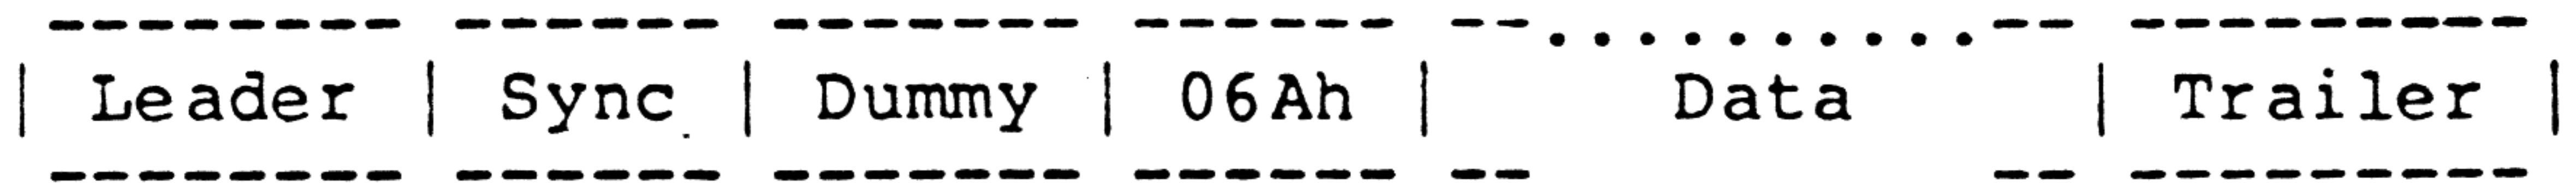 | Leader | Sync | Dummy | 06Ah | Data | Trailer |